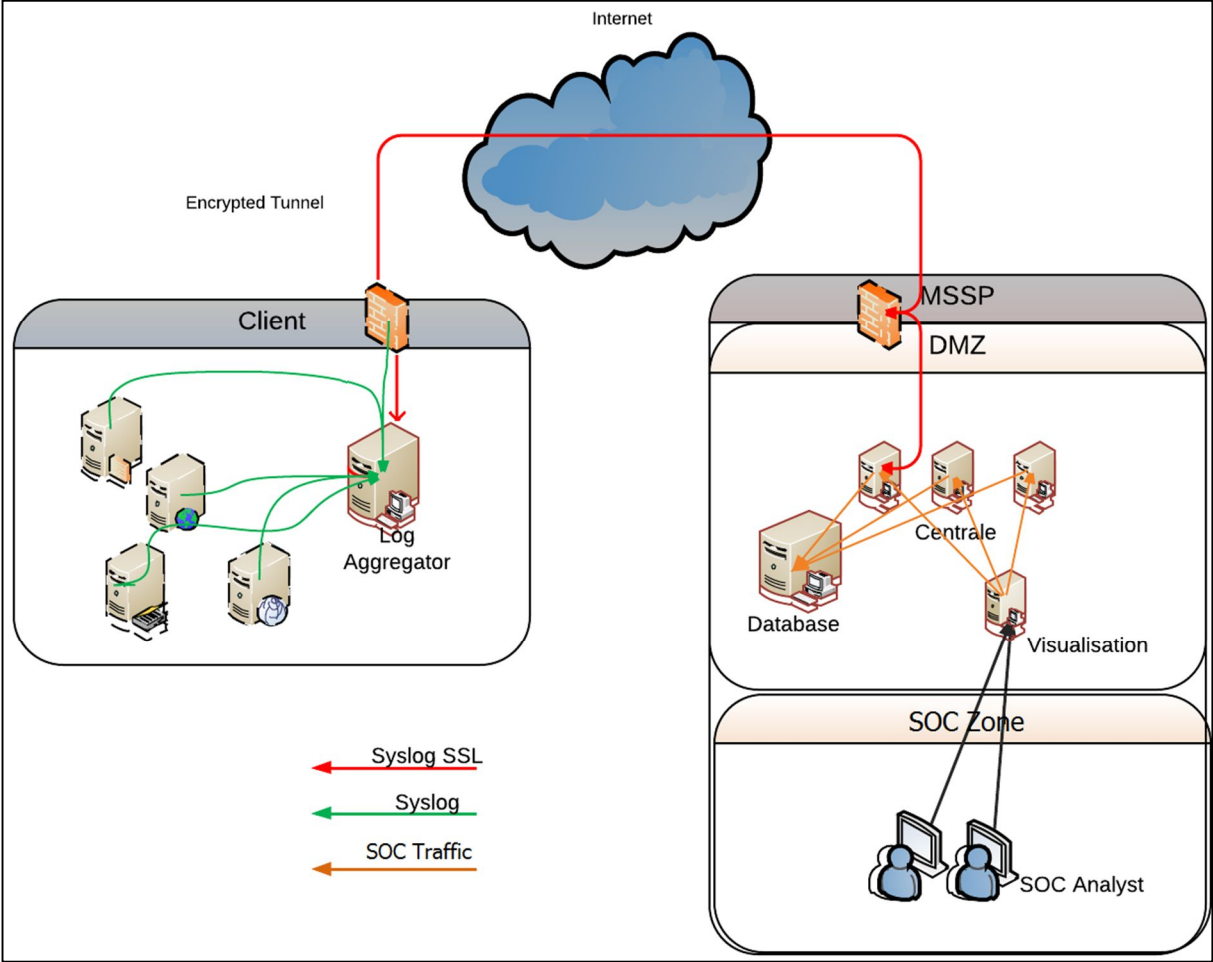 Internet
Encrypted Tunnel
Client
MSSP
DMZ
Log
Aggregator
Centrale
Database
Visualisation
SOC Zone
Syslog SSL
Syslog
SOC Traffic
SOC Analyst